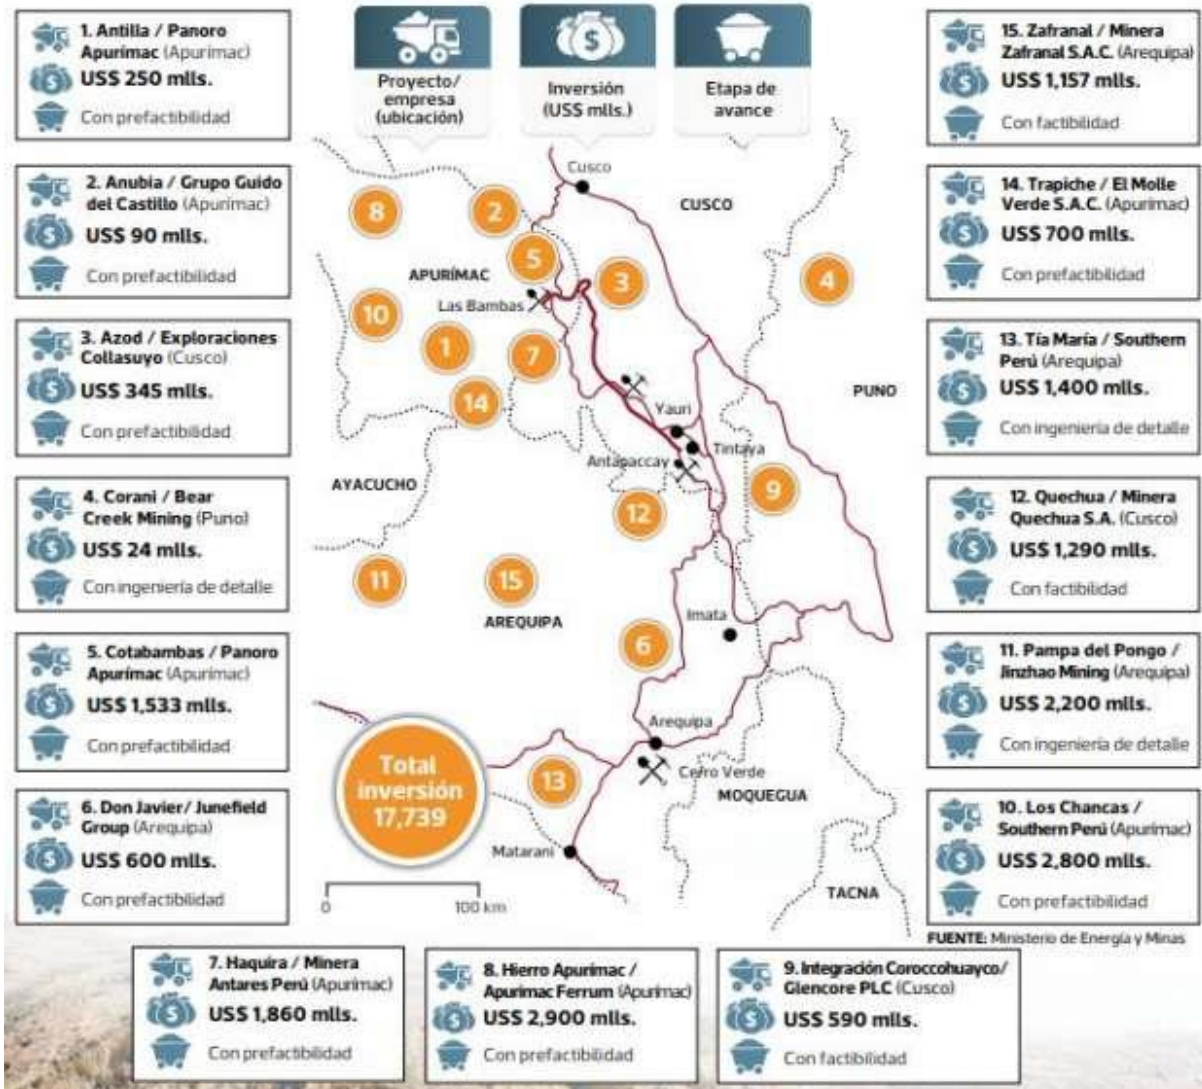 1. Antilla / Panoro
Apurímac (Apurímac)
US$ 250 mlls.
Con prefactibilidad
2. Anubia / Grupo Guido
del Castillo (Apurímac)
US$ 90 mlls.
Con prefactibilidad
3. Azod / Exploraciones
Collasuyo (Cusco)
US$ 345 mlls.
Con prefactibilidad
4. Corani / Bear
Creek Mining (Puno)
US$ 24 mlls.
Con ingeniería de detalle
5. Cotabambas / Panoro
Apurímac (Apurímac)
US$ 1,533 mlls.
Con prefactibilidad
6. Don Javier/ Junefield
Group (Arequipa)
US$ 600 mlls.
Con prefactibilidad
Proyecto/
empresa
(ubicación)
Inversión
(US$ mlls.)
Etapa de
avance
Cusco
CUSCO
8
2
5
3
4
APURÍMAC
Las Bambas
10
1
7
14
PUNO
Yauri
Tintaya
Antapaccay
AYACUCHO
9
12
11
15
AREQUIPA
Imata
6
Arequipa
Total
inversión
17,739
13
Cerro Verde
MOQUEGUA
Matarani
TACNA
0
100 km
15. Zafranal / Minera
Zafranal S.A.C. (Arequipa)
US$ 1,157 mlls.
Con factibilidad
14. Trapiche / El Molle
Verde S.A.C. (Apurímac)
US$ 700 mlls.
Con prefactibilidad
13. Tía María / Southern
Perú (Arequipa)
US$ 1,400 mlls.
Con ingeniería de detalle
12. Quechua / Minera
Quechua S.A. (Cusco)
US$ 1,290 mlls.
Con factibilidad
11. Pampa del Pongo /
Jinzhao Mining (Arequipa)
US$ 2,200 mlls.
Con ingeniería de detalle
10. Los Chancas /
Southern Perú (Apurímac)
US$ 2,800 mlls.
Con prefactibilidad
FUENTE: Ministerio de Energía y Minas
7. Haquira / Minera
Antares Perú (Apurímac)
US$ 1,860 mlls.
Con prefactibilidad
8. Hierro Apurímac /
Apurimac Ferrum (Apurímac)
US$ 2,900 mlls.
Con prefactibilidad
9. Integración Coroccohuayco/
Glencore PLC (Cusco)
US$ 590 mlls.
Con factibilidad